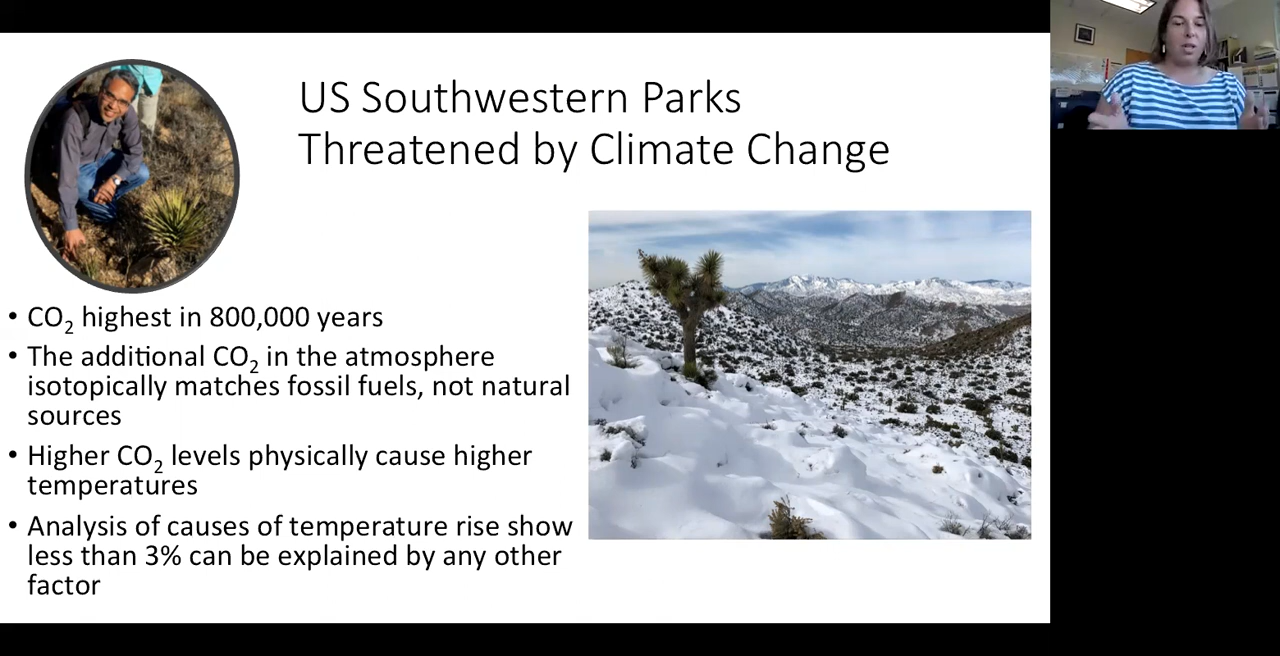 US Southwestern Parks
Threatened by Climate Change
• CO₂ highest in 800,000 years
• The additional CO₂ in the atmosphere
isotopically matches fossil fuels, not natural
sources
• Higher CO₂ levels physically cause higher
temperatures
• Analysis of causes of temperature rise show
less than 3% can be explained by any other
factor